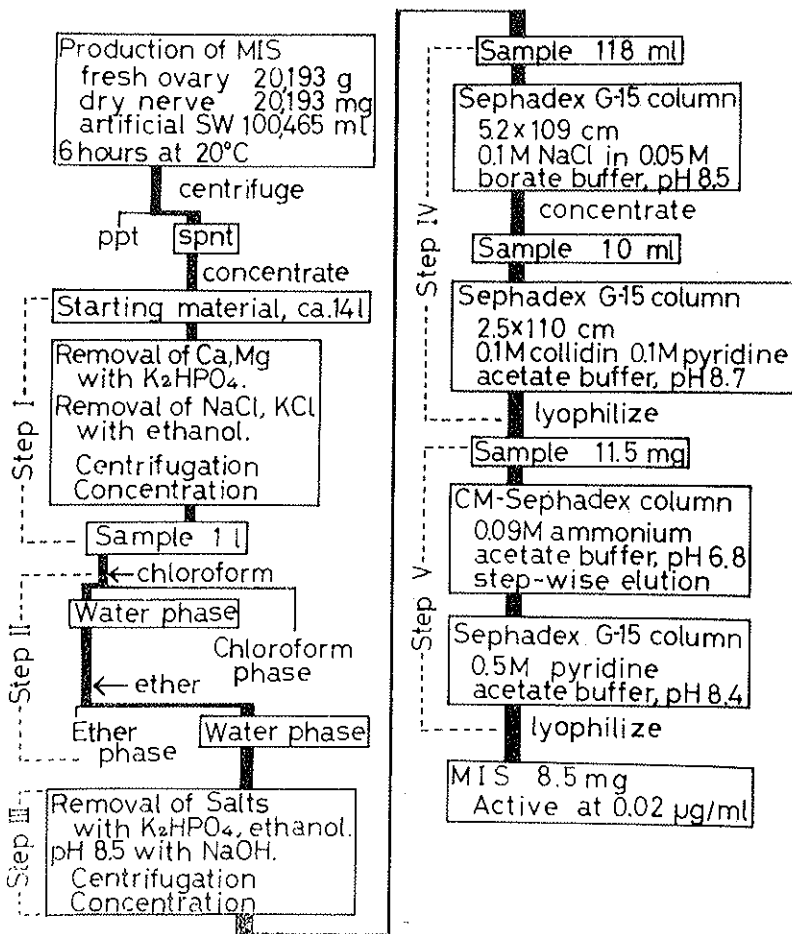 Production of MIS
fresh ovary 20,193 g
dry nerve 20,193 mg
artificial SW 100,465 ml
6 hours at 20°C
centrifuge
ppt
spnt
concentrate
Starting material, ca. 14 l
Step I
Removal of Ca, Mg
with K₂HPO₄.
Removal of NaCl, KCl
with ethanol.
Centrifugation
Concentration
Sample 1 l
Step II
chloroform
Water phase
Chloroform
phase
ether
Ether
phase
Water phase
Step III
Removal of Salts
with K₂HPO₄, ethanol.
pH 8.5 with NaOH.
Centrifugation
Concentration
Step IV
Sample 118 ml
Sephadex G-15 column
5.2×109 cm
0.1M NaCl in 0.05M
borate buffer, pH 8.5
concentrate
Sample 10 ml
Sephadex G-15 column
2.5×110 cm
0.1M collidin 0.1M pyridine
acetate buffer, pH 8.7
lyophilize
Step V
Sample 11.5 mg
CM-Sephadex column
0.09M ammonium
acetate buffer, pH 6.8
step-wise elution
Sephadex G-15 column
0.5M pyridine
acetate buffer, pH 8.4
lyophilize
MIS 8.5 mg
Active at 0.02 µg/ml